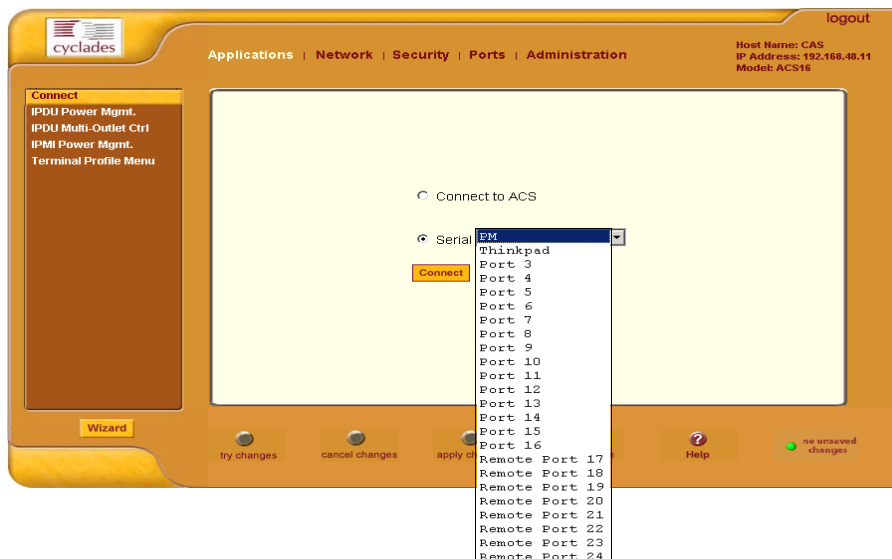 logout
cyclades
Applications | Network | Security | Ports | Administration
Host Name: CAS
IP Address: 192.168.48.11
Model: ACS16
Connect
IPDU Power Mgmt.
IPDU Multi-Outlet Ctrl
IPMI Power Mgmt.
Terminal Profile Menu
Connect to ACS
Serial
PM
Thinkpad
Port 3
Port 4
Port 5
Port 6
Port 7
Port 8
Port 9
Port 10
Port 11
Port 12
Port 13
Port 14
Port 15
Port 16
Remote Port 17
Remote Port 18
Remote Port 19
Remote Port 20
Remote Port 21
Remote Port 22
Remote Port 23
Remote Port 24
Connect
Wizard
try changes
cancel changes
apply ch
Help
no unsaved
changes